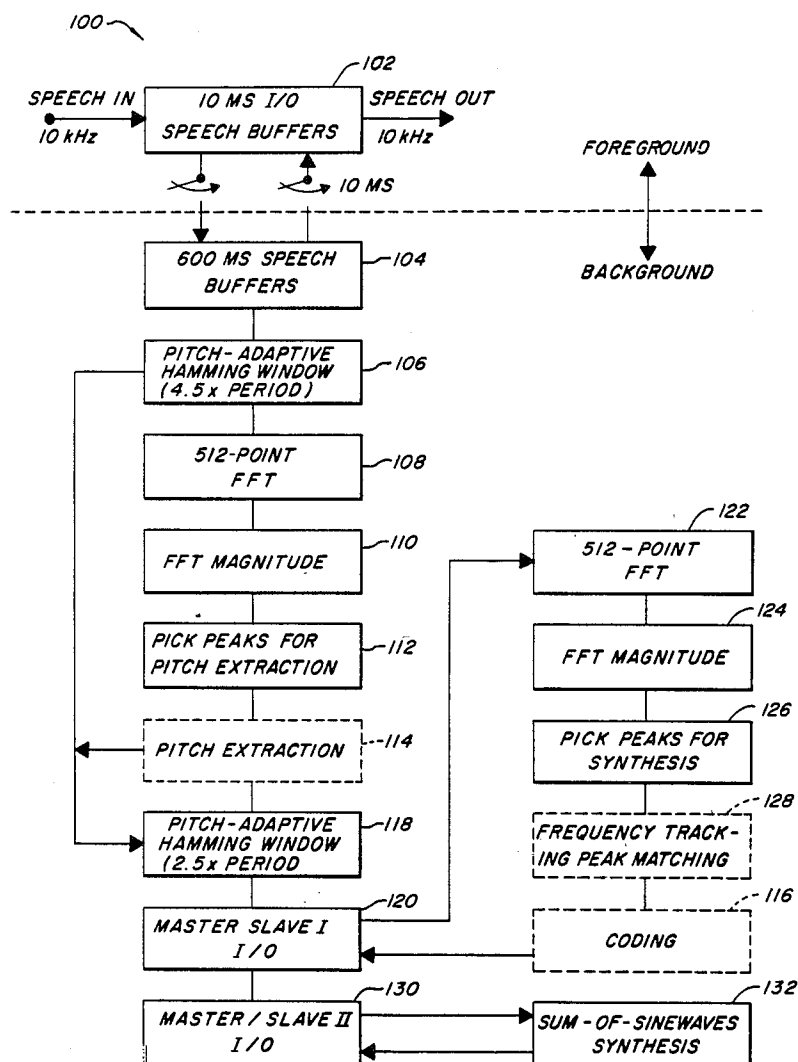 100
102
SPEECH IN
10 kHz
10 MS I/O
SPEECH BUFFERS
SPEECH OUT
10 kHz
10 MS
FOREGROUND
BACKGROUND
600 MS SPEECH
BUFFERS
104
PITCH-ADAPTIVE
HAMMING WINDOW
(4.5x PERIOD)
106
512-POINT
FFT
108
FFT MAGNITUDE
110
PICK PEAKS FOR
PITCH EXTRACTION
112
PITCH EXTRACTION
114
PITCH-ADAPTIVE
HAMMING WINDOW
(2.5x PERIOD
118
MASTER SLAVE I
I/O
120
MASTER/SLAVE II
I/O
130
122
512-POINT
FFT
124
FFT MAGNITUDE
126
PICK PEAKS FOR
SYNTHESIS
128
FREQUENCY TRACK-
ING PEAK MATCHING
116
CODING
132
SUM-OF-SINEWAVES
SYNTHESIS